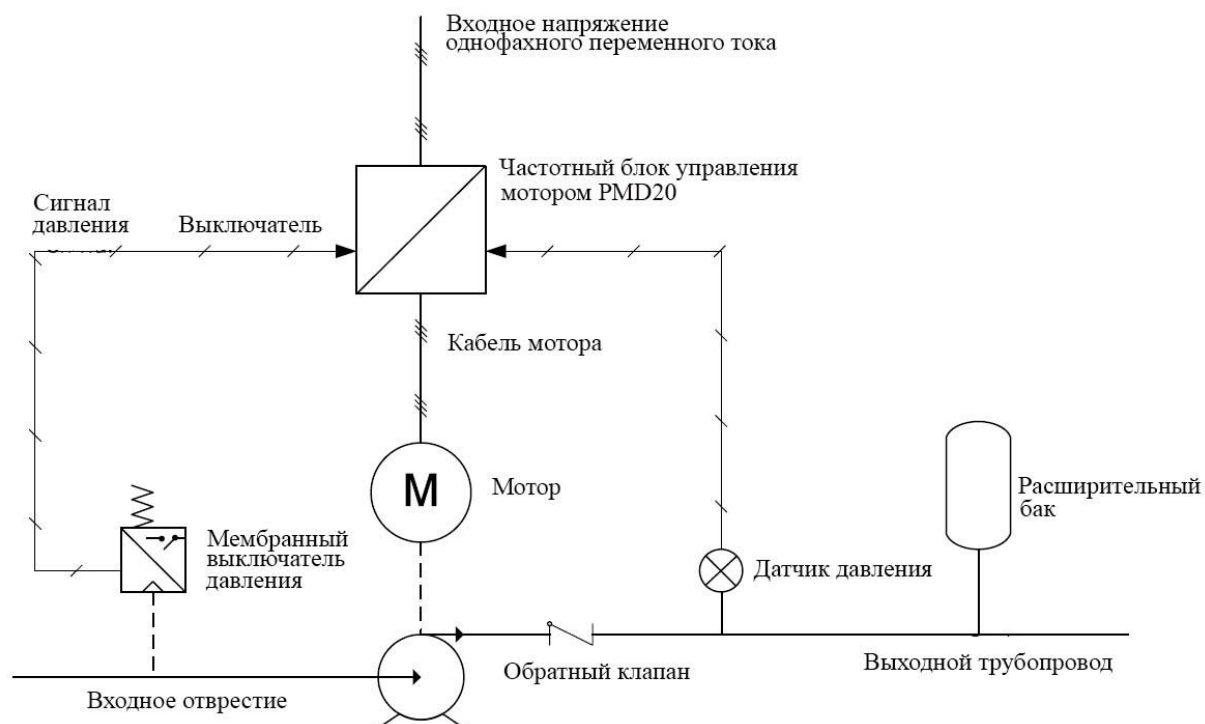 Входное напряжение
однофахного переменного тока
Частотный блок управления
мотором PMD20
Сигнал
давления
Выключатель
Кабель мотора
М
Мотор
Расширительный
бак
Мембранный
выключатель
давления
Датчик давления
Обратный клапан
Выходной трубопровод
Входное отврестие